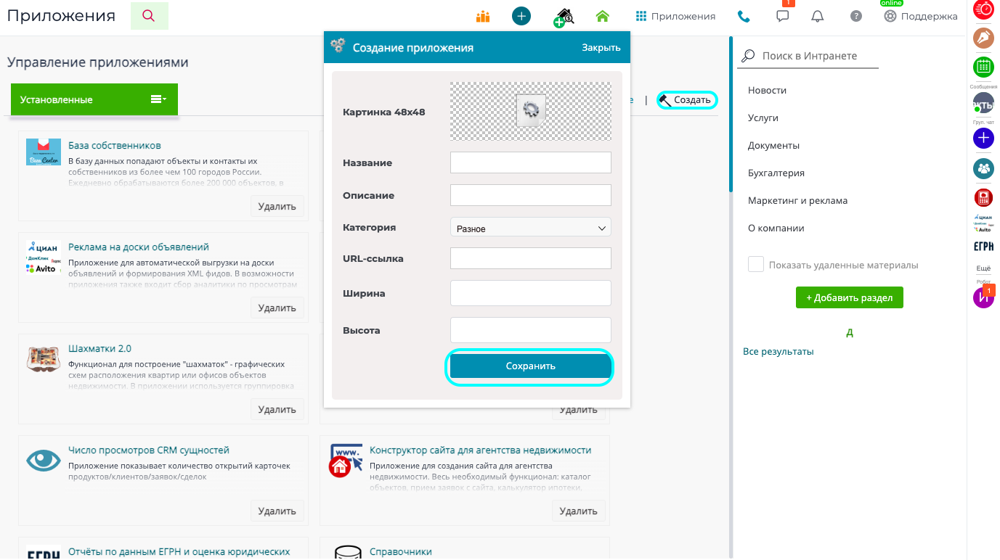 Приложения
Приложения
1
online
Поддержка
Управление приложениями
Установленные
Создание приложения
Закрыть
е | Создать
Картинка 48x48
Название
Описание
Категория
Разное
URL-ссылка
Ширина
Высота
Сохранить
База собственников
В базу данных попадают объекты и контакты их
собственников из более чем 100 городов России.
Ежедневно обрабатываются более 200 000 объектов, в
Удалить
ЦИАН
ДомКлик
Avito
Реклама на доски объявлений
Приложение для автоматической выгрузки на доски
объявлений и формирования XML фидов. В возможности
приложения также входит сбор аналитики по просмотрам
Удалить
Шахматки 2.0
Функционал для построение "шахматок" - графических
схем расположения квартир или офисов объектов
недвижимости. В приложении используется группировка
Удалить
Удалить
Число просмотров CRM сущностей
Приложение показывает количество открытий карточек
продуктов/клиентов/заявок/сделок
Удалить
www.
Конструктор сайта для агентства недвижимости
Приложение для создания сайта для агентства
недвижимости. Весь необходимый функционал: каталог
объектов, прием заявок с сайта, калькулятор ипотеки,
Удалить
ЕГРН
Отчёты по данным ЕГРН и оценка юридических
Справочники
Поиск в Интранете
Новости
Услуги
Документы
Бухгалтерия
Маркетинг и реклама
О компании
Показать удаленные материалы
+ Добавить раздел
Д
Все результаты
Сообщения
Груп. чат
ЦИАН
Avito
ЕГРН
Ещё
Робот
1
И